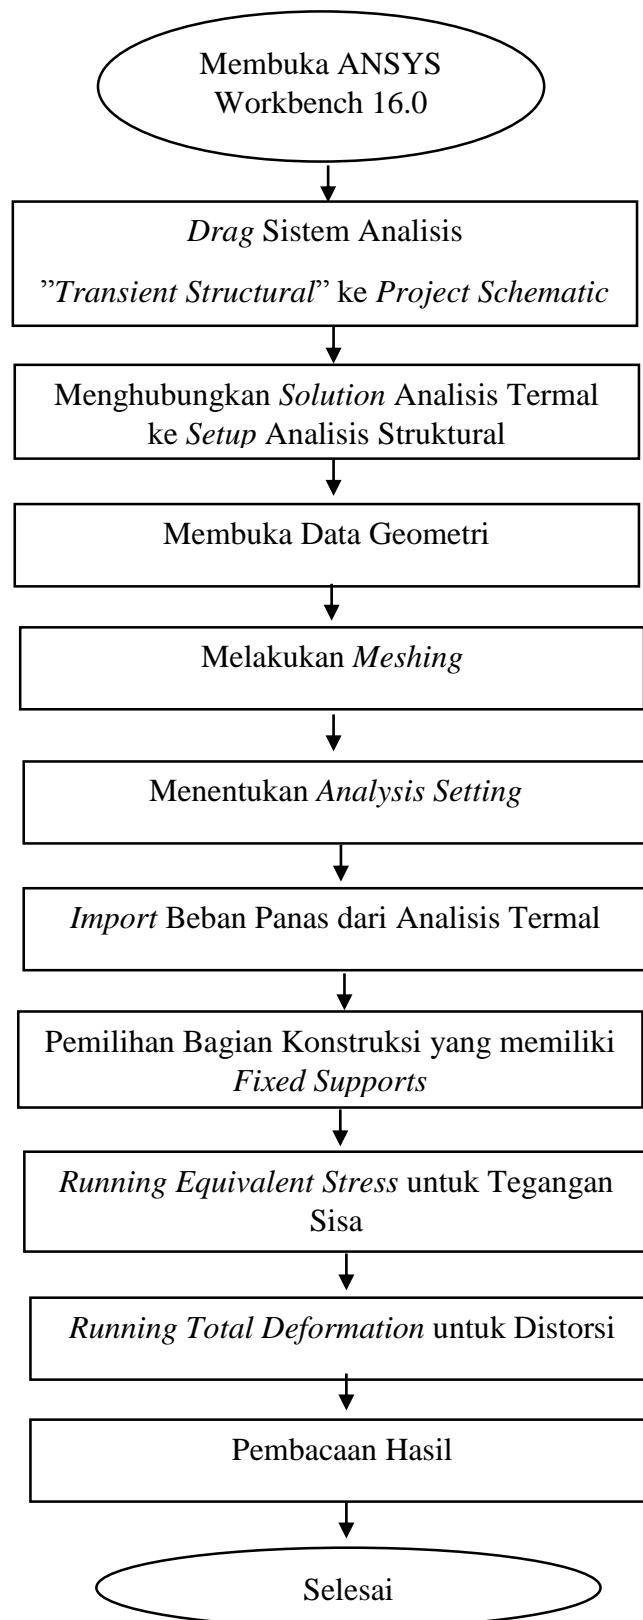 Membuka ANSYS
Workbench 16.0
Drag Sistem Analisis
”Transient Structural” ke Project Schematic
Menghubungkan Solution Analisis Termal
ke Setup Analisis Struktural
Membuka Data Geometri
Melakukan Meshing
Menentukan Analysis Setting
Import Beban Panas dari Analisis Termal
Pemilihan Bagian Konstruksi yang memiliki
Fixed Supports
Running Equivalent Stress untuk Tegangan
Sisa
Running Total Deformation untuk Distorsi
Pembacaan Hasil
Selesai